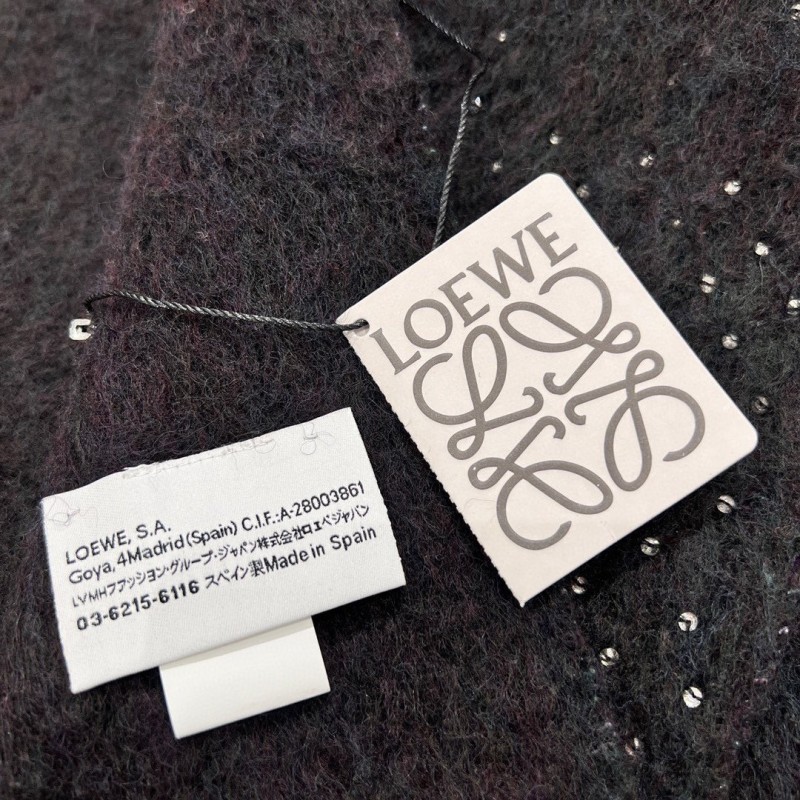 LOEWE
LOEWE, S.A.
Goya, 4Madrid(Spain) C.I.F.:A-28003861
LVMHファッション・グループ・ジャパン株式会社ロエベジャパン
03-6215-6116 スペイン製Made in Spain